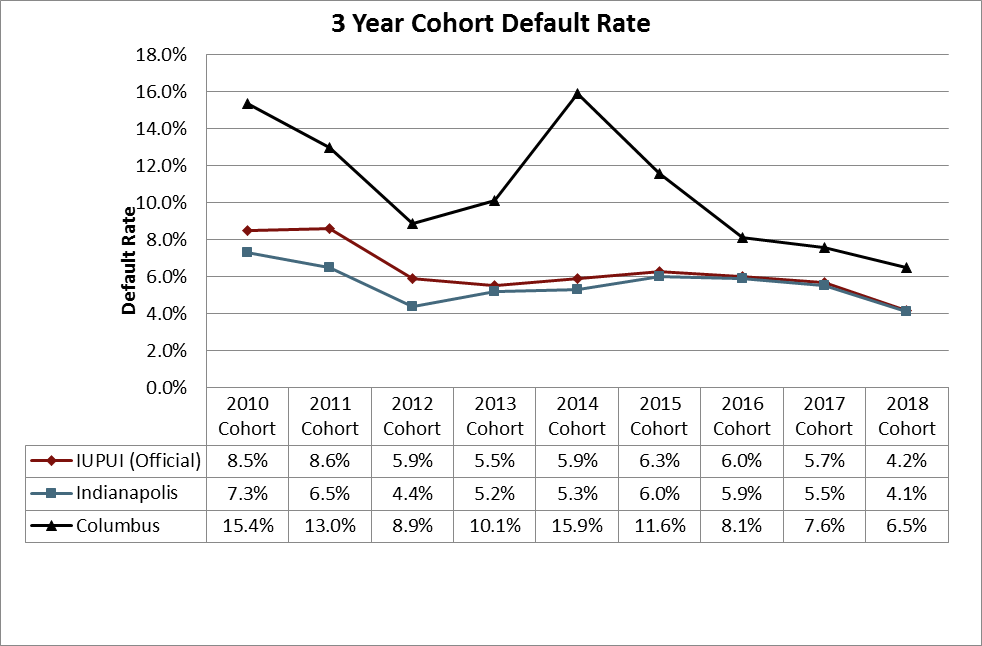 3 Year Cohort Default Rate
18.0%
16.0%
14.0%
12.0%
10.0%
8.0%
6.0%
4.0%
2.0%
0.0%
Default Rate
2010 Cohort 2011 Cohort 2012 Cohort 2013 Cohort 2014 Cohort 2015 Cohort 2016 Cohort 2017 Cohort 2018 Cohort
IUPUI (Official) 8.5% 8.6% 5.9% 5.5% 5.9% 6.3% 6.0% 5.7% 4.2%
Indianapolis 7.3% 6.5% 4.4% 5.2% 5.3% 6.0% 5.9% 5.5% 4.1%
Columbus 15.4% 13.0% 8.9% 10.1% 15.9% 11.6% 8.1% 7.6% 6.5%